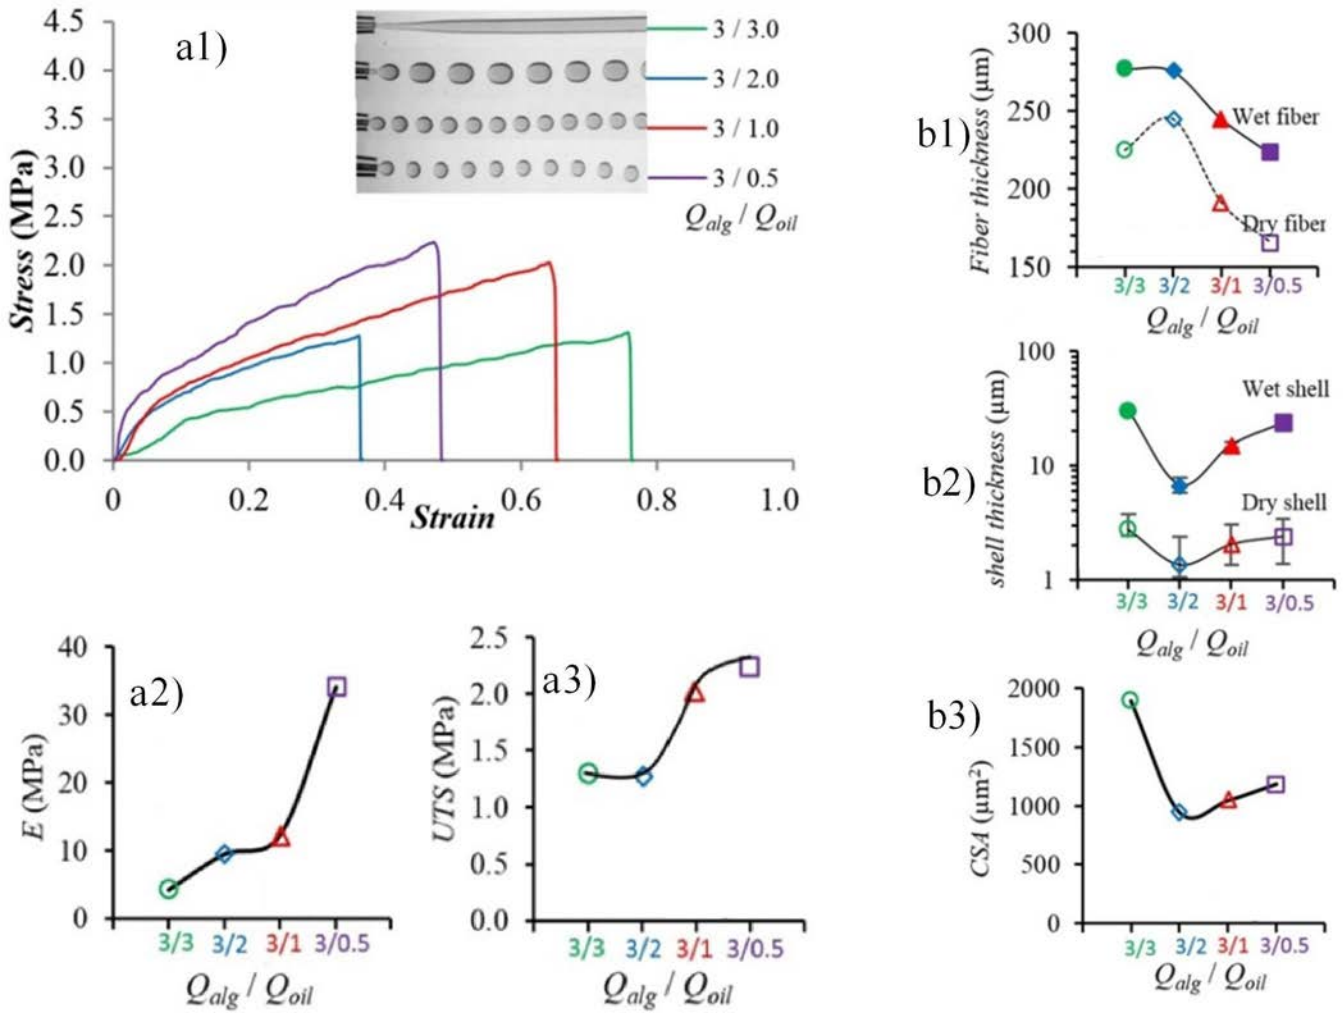 a1)
Stress (MPa)
4.5
4.0
3.5
3.0
2.5
2.0
1.5
1.0
0.5
0.0
0 0.2 0.4 0.6 0.8 1.0
Strain
3 / 3.0
3 / 2.0
3 / 1.0
3 / 0.5
Qalg / Qoil
a2)
E (MPa)
40
30
20
10
0
3/3 3/2 3/1 3/0.5
Qalg / Qoil
a3)
UTS (MPa)
2.5
2.0
1.5
1.0
0.5
0.0
3/3 3/2 3/1 3/0.5
Qalg / Qoil
b1)
Fiber thickness (μm)
300
250
200
150
Wet fiber
Dry fiber
3/3 3/2 3/1 3/0.5
Qalg / Qoil
b2)
shell thickness (μm)
100
10
1
Wet shell
Dry shell
3/3 3/2 3/1 3/0.5
Qalg / Qoil
b3)
CSA (μm²)
2000
1500
1000
500
0
3/3 3/2 3/1 3/0.5
Qalg / Qoil